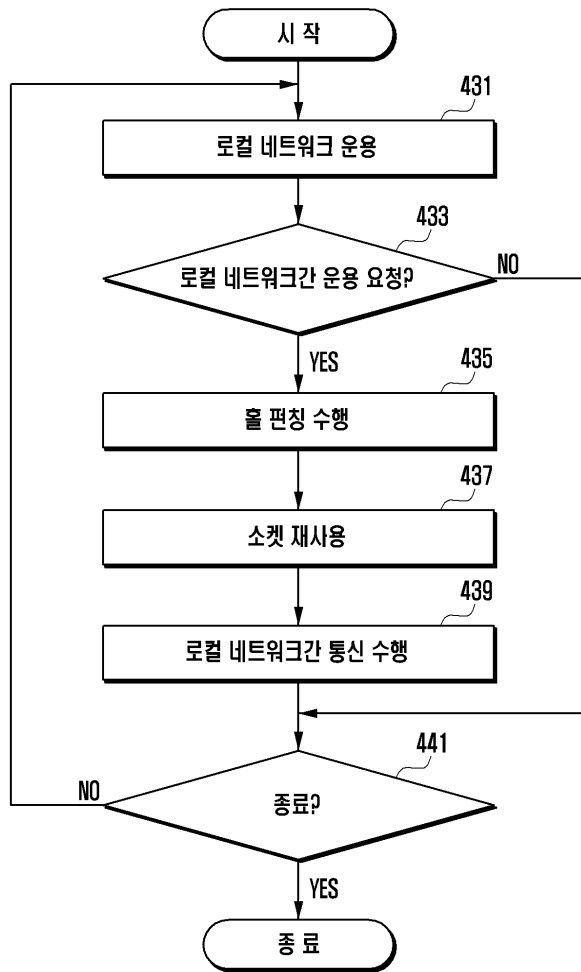 시 작
431
로컬 네트워크 운용
433
로컬 네트워크간 운용 요청?
NO
YES
435
홀 펀칭 수행
437
소켓 재사용
439
로컬 네트워크간 통신 수행
441
NO
종료?
YES
종 료